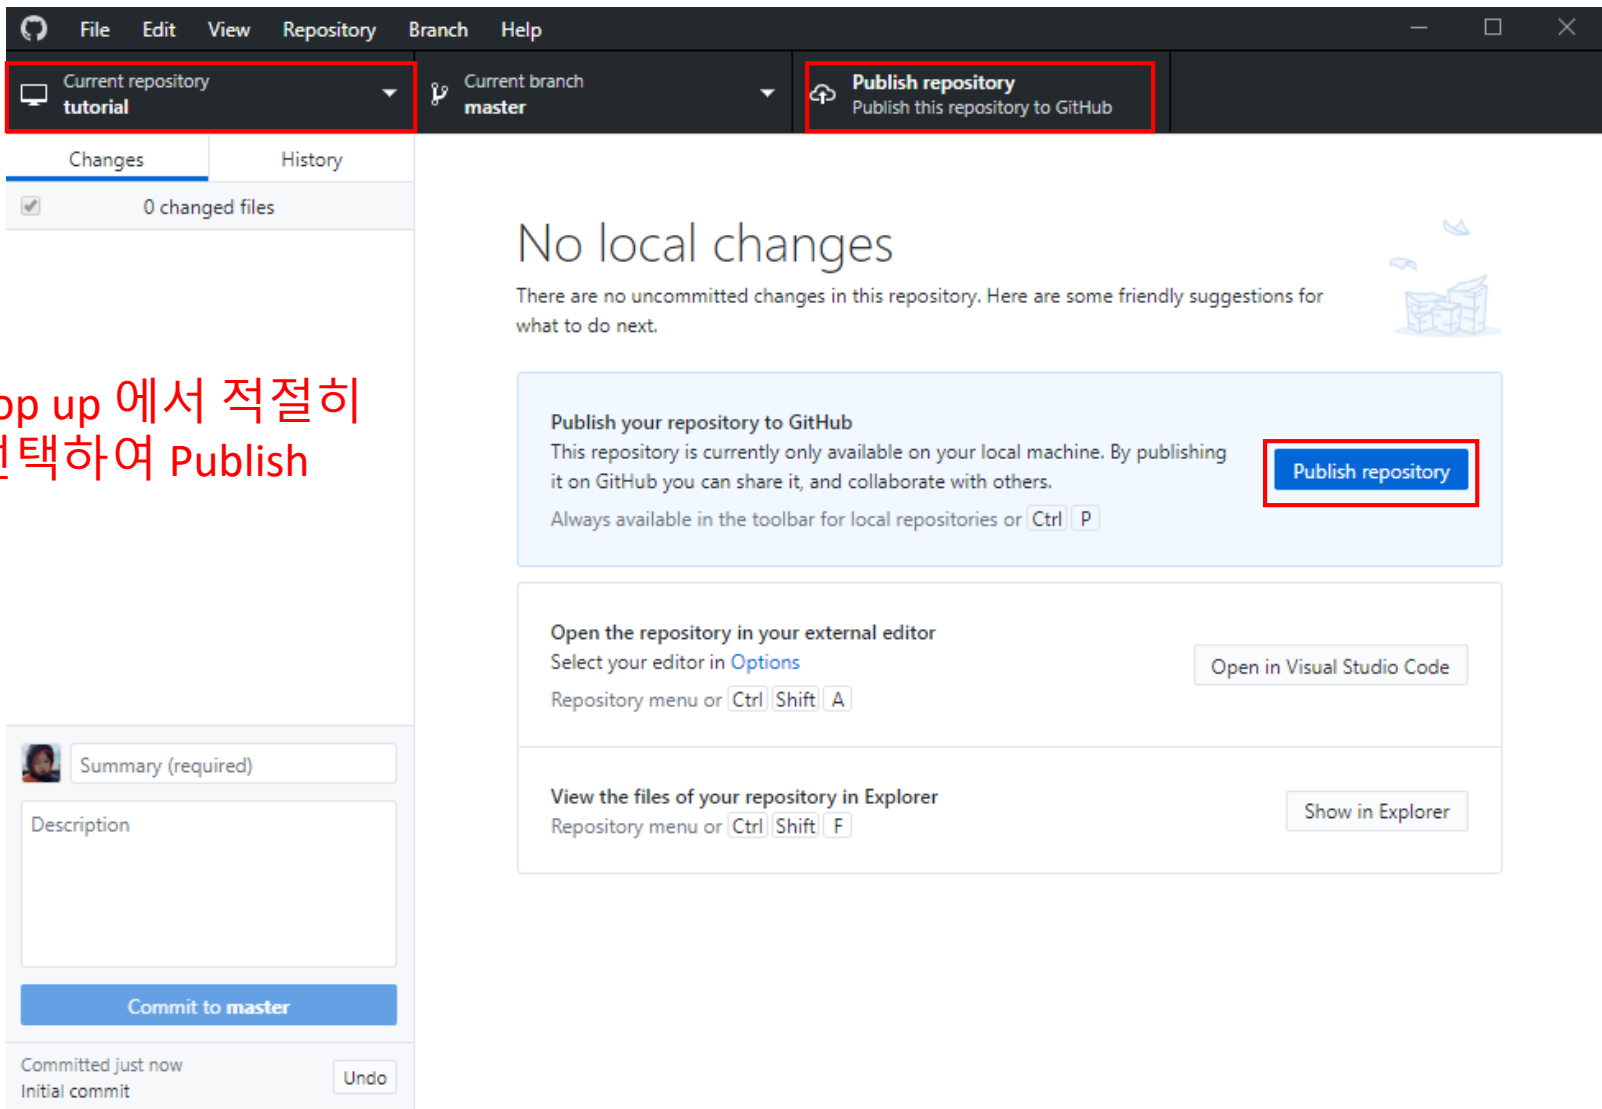 File Edit View Repository Branch Help
Current repository
tutorial
Current branch
master
Publish repository
Publish this repository to GitHub
Changes History
0 changed files
No local changes
There are no uncommitted changes in this repository. Here are some friendly suggestions for
what to do next.
up 에서 적절히
Publish
Publish your repository to GitHub
This repository is currently only available on your local machine. By publishing
it on GitHub you can share it, and collaborate with others.
Always available in the toolbar for local repositories or Ctrl P
Publish repository
Open the repository in your external editor
Select your editor in Options
Repository menu or Ctrl Shift A
Open in Visual Studio Code
View the files of your repository in Explorer
Repository menu or Ctrl Shift F
Show in Explorer
Summary (required)
Description
Commit to master
Committed just now
Initial commit
Undo